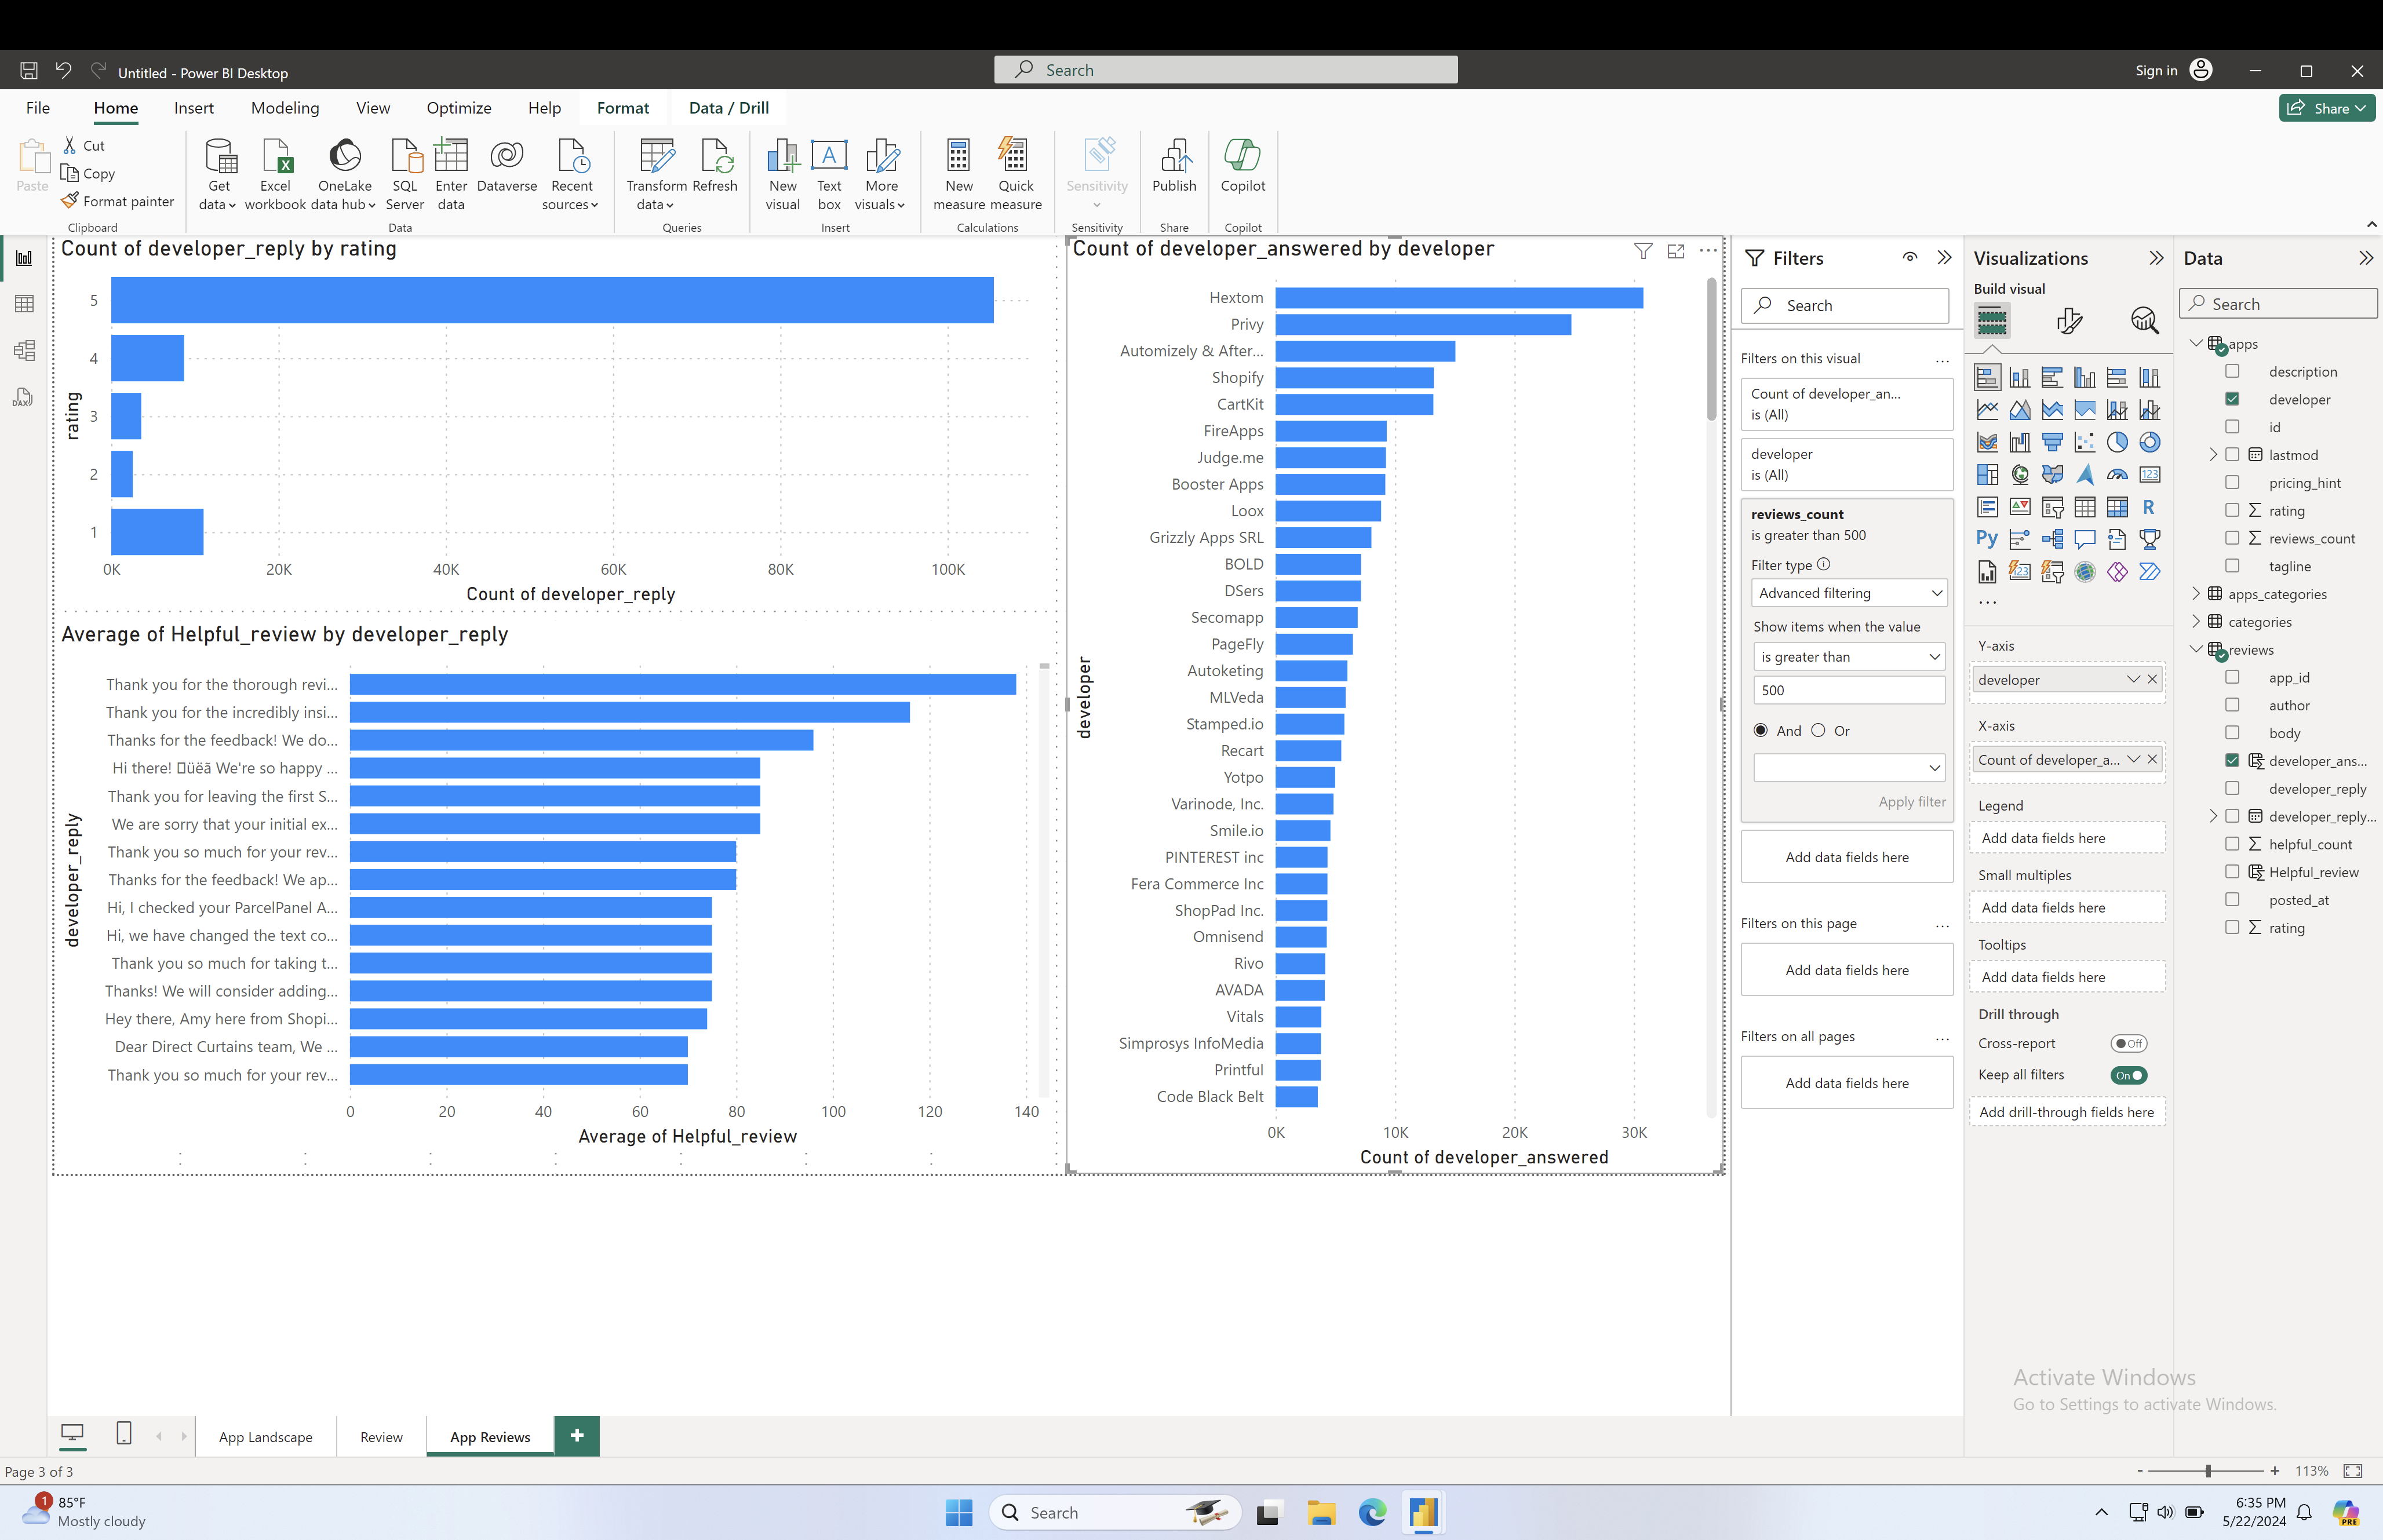 Untitled - Power BI Desktop
Search
Sign in
File Home Insert Modeling View Optimize Help Format Data / Drill
Share
Paste
Cut
Copy
Format painter
Clipboard
Get data
Excel workbook
OneLake data hub
SQL Server
Enter data
Dataverse
Recent sources
Data
Transform data
Refresh
Queries
New visual
Text box
More visuals
Insert
New measure
Quick measure
Calculations
Sensitivity
Sensitivity
Publish
Share
Copilot
Copilot
Count of developer_reply by rating
rating
5
4
3
2
1
0K 20K 40K 60K 80K 100K
Count of developer_reply
Average of Helpful_review by developer_reply
developer_reply
Thank you for the thorough revi...
Thank you for the incredibly insi...
Thanks for the feedback! We do...
Hi there! ▯üëã We're so happy ...
Thank you for leaving the first S...
We are sorry that your initial ex...
Thank you so much for your rev...
Thanks for the feedback! We ap...
Hi, I checked your ParcelPanel A...
Hi, we have changed the text co...
Thank you so much for taking t...
Thanks! We will consider adding...
Hey there, Amy here from Shopi...
Dear Direct Curtains team, We ...
Thank you so much for your rev...
0 20 40 60 80 100 120 140
Average of Helpful_review
Count of developer_answered by developer
developer
Hextom
Privy
Automizely & After...
Shopify
CartKit
FireApps
Judge.me
Booster Apps
Loox
Grizzly Apps SRL
BOLD
DSers
Secomapp
PageFly
Autoketing
MLVeda
Stamped.io
Recart
Yotpo
Varinode, Inc.
Smile.io
PINTEREST inc
Fera Commerce Inc
ShopPad Inc.
Omnisend
Rivo
AVADA
Vitals
Simprosys InfoMedia
Printful
Code Black Belt
0K 10K 20K 30K
Count of developer_answered
Filters
Search
Filters on this visual
Count of developer_an...
is (All)
developer
is (All)
reviews_count
is greater than 500
Filter type
Advanced filtering
Show items when the value
is greater than
500
And Or
Apply filter
Add data fields here
Filters on this page
Add data fields here
Filters on all pages
Add data fields here
Visualizations
Build visual
123
R
Py
123
Y-axis
developer
X-axis
Count of developer_a...
Legend
Add data fields here
Small multiples
Add data fields here
Tooltips
Add data fields here
Drill through
Cross-report Off
Keep all filters On
Add drill-through fields here
Data
Search
apps
description
developer
id
lastmod
pricing_hint
rating
reviews_count
tagline
apps_categories
categories
reviews
app_id
author
body
developer_ans...
developer_reply
developer_reply...
helpful_count
Helpful_review
posted_at
rating
Activate Windows
Go to Settings to activate Windows.
App Landscape Review App Reviews +
Page 3 of 3
- + 113%
1
85°F
Mostly cloudy
Search
6:35 PM
5/22/2024
PRE
DAX